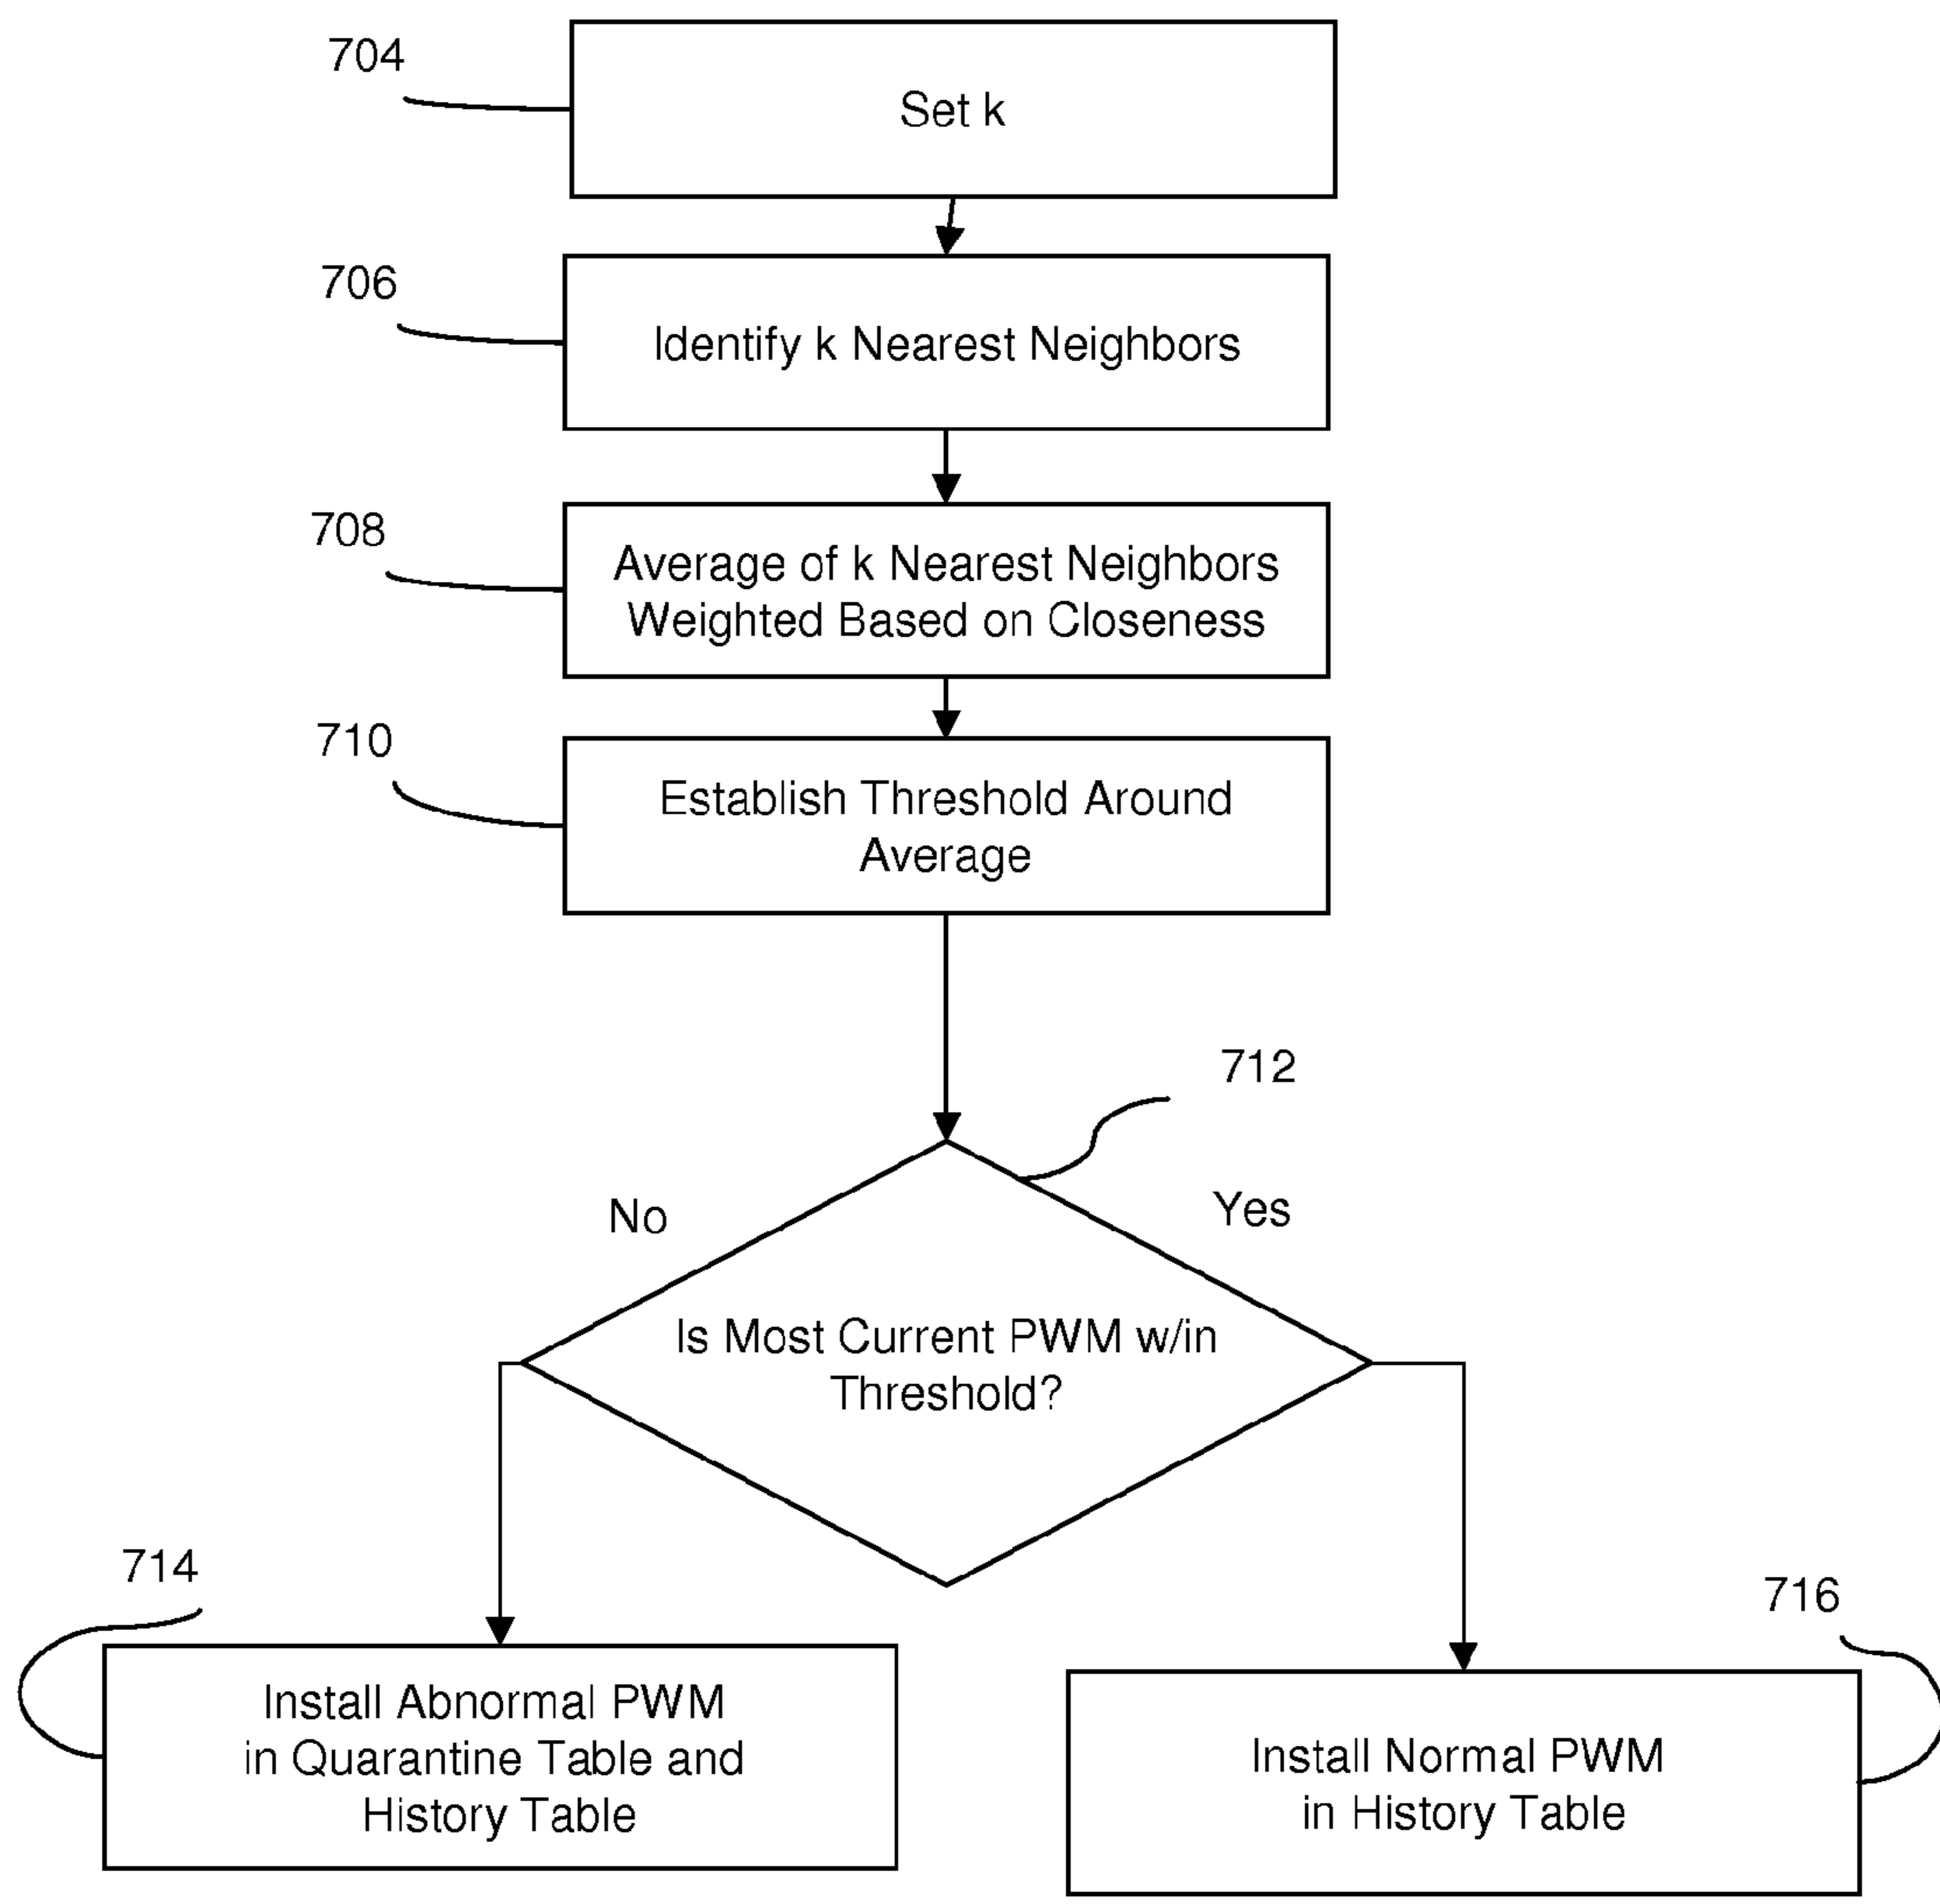 704
Set k
706
Identify k Nearest Neighbors
708
Average of k Nearest Neighbors
Weighted Based on Closeness
710
Establish Threshold Around
Average
712
No
Yes
Is Most Current PWM w/in
Threshold?
714
Install Abnormal PWM
in Quarantine Table and
History Table
716
Install Normal PWM
in History Table